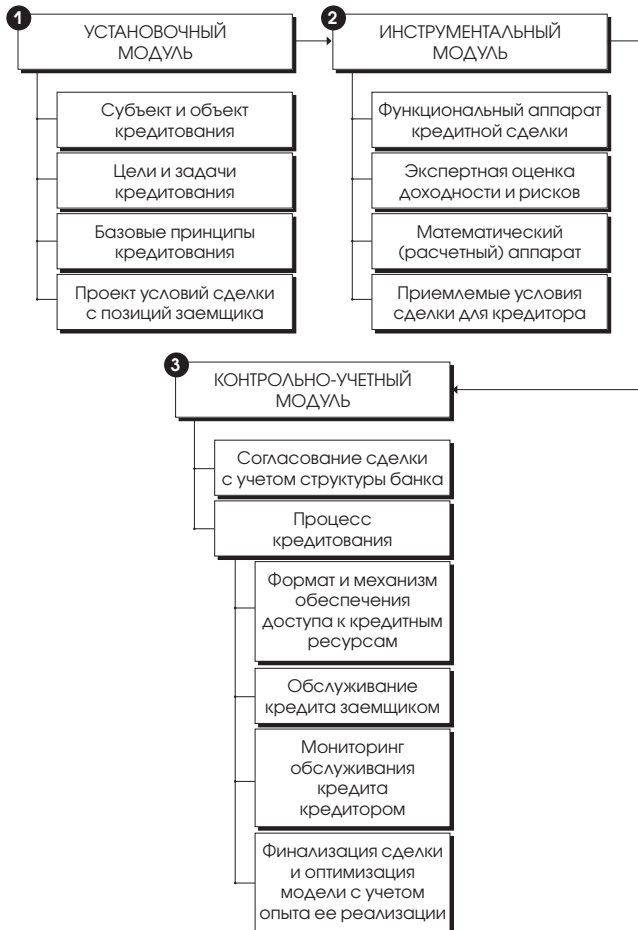 1
УСТАНОВОЧНЫЙ
МОДУЛЬ
Субъект и объект
кредитования
Цели и задачи
кредитования
Базовые принципы
кредитования
Проект условий сделки
с позиций заемщика
2
ИНСТРУМЕНТАЛЬНЫЙ
МОДУЛЬ
Функциональный аппарат
кредитной сделки
Экспертная оценка
доходности и рисков
Математический
(расчетный) аппарат
Приемлемые условия
сделки для кредитора
3
КОНТРОЛЬНО-УЧЕТНЫЙ
МОДУЛЬ
Согласование сделки
с учетом структуры банка
Процесс
кредитования
Формат и механизм
обеспечения
доступа к кредитным
ресурсам
Обслуживание
кредита заемщиком
Мониторинг
обслуживания
кредита
кредитором
Финализация сделки
и оптимизация
модели с учетом
опыта ее реализации